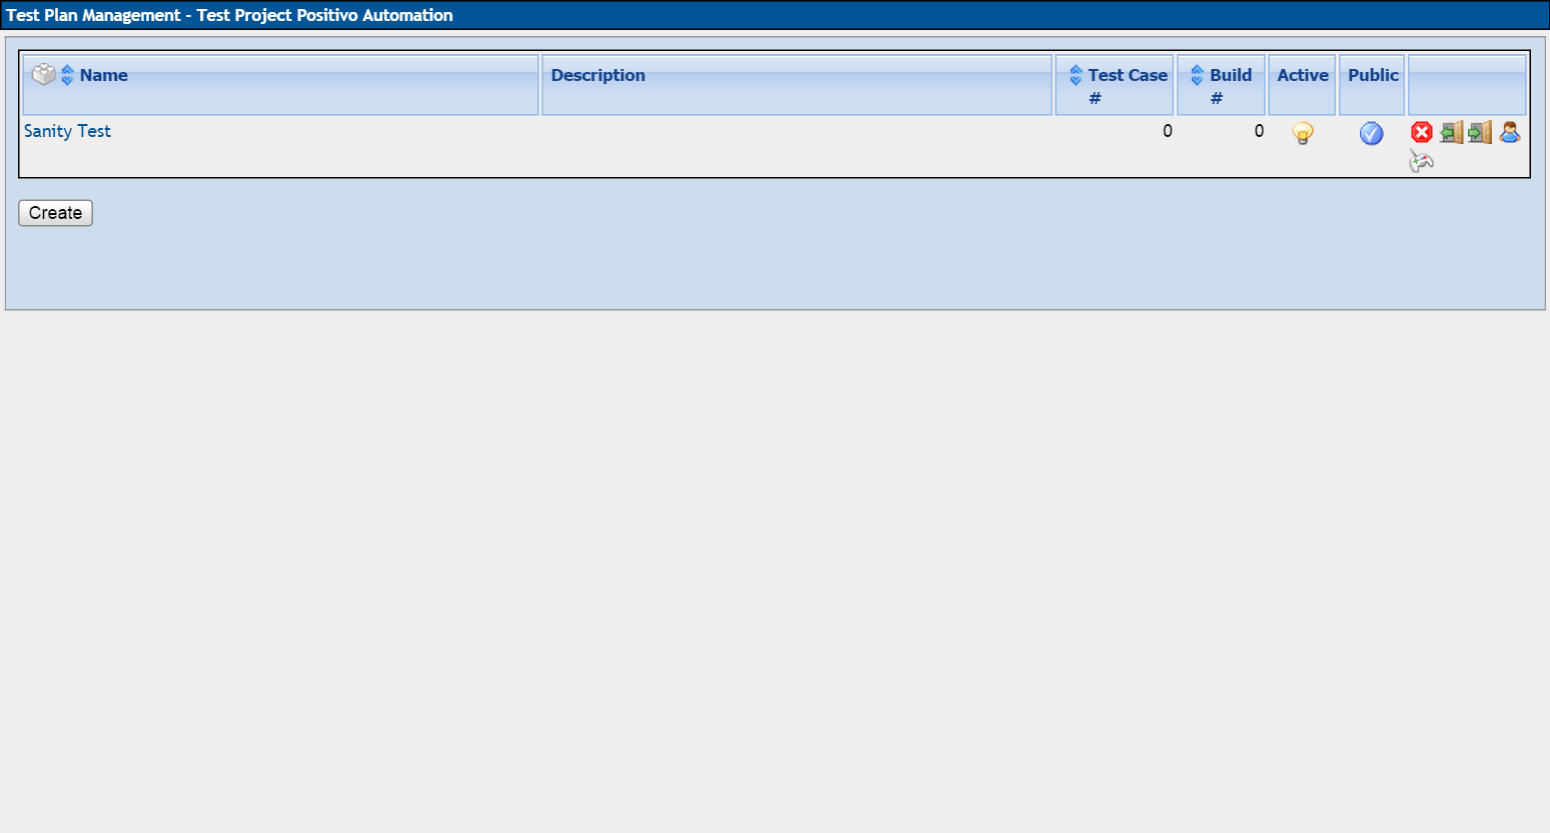 Test Plan Management - Test Project Positivo Automation
Name Description Test Case # Build # Active Public
Sanity Test 0 0
Create